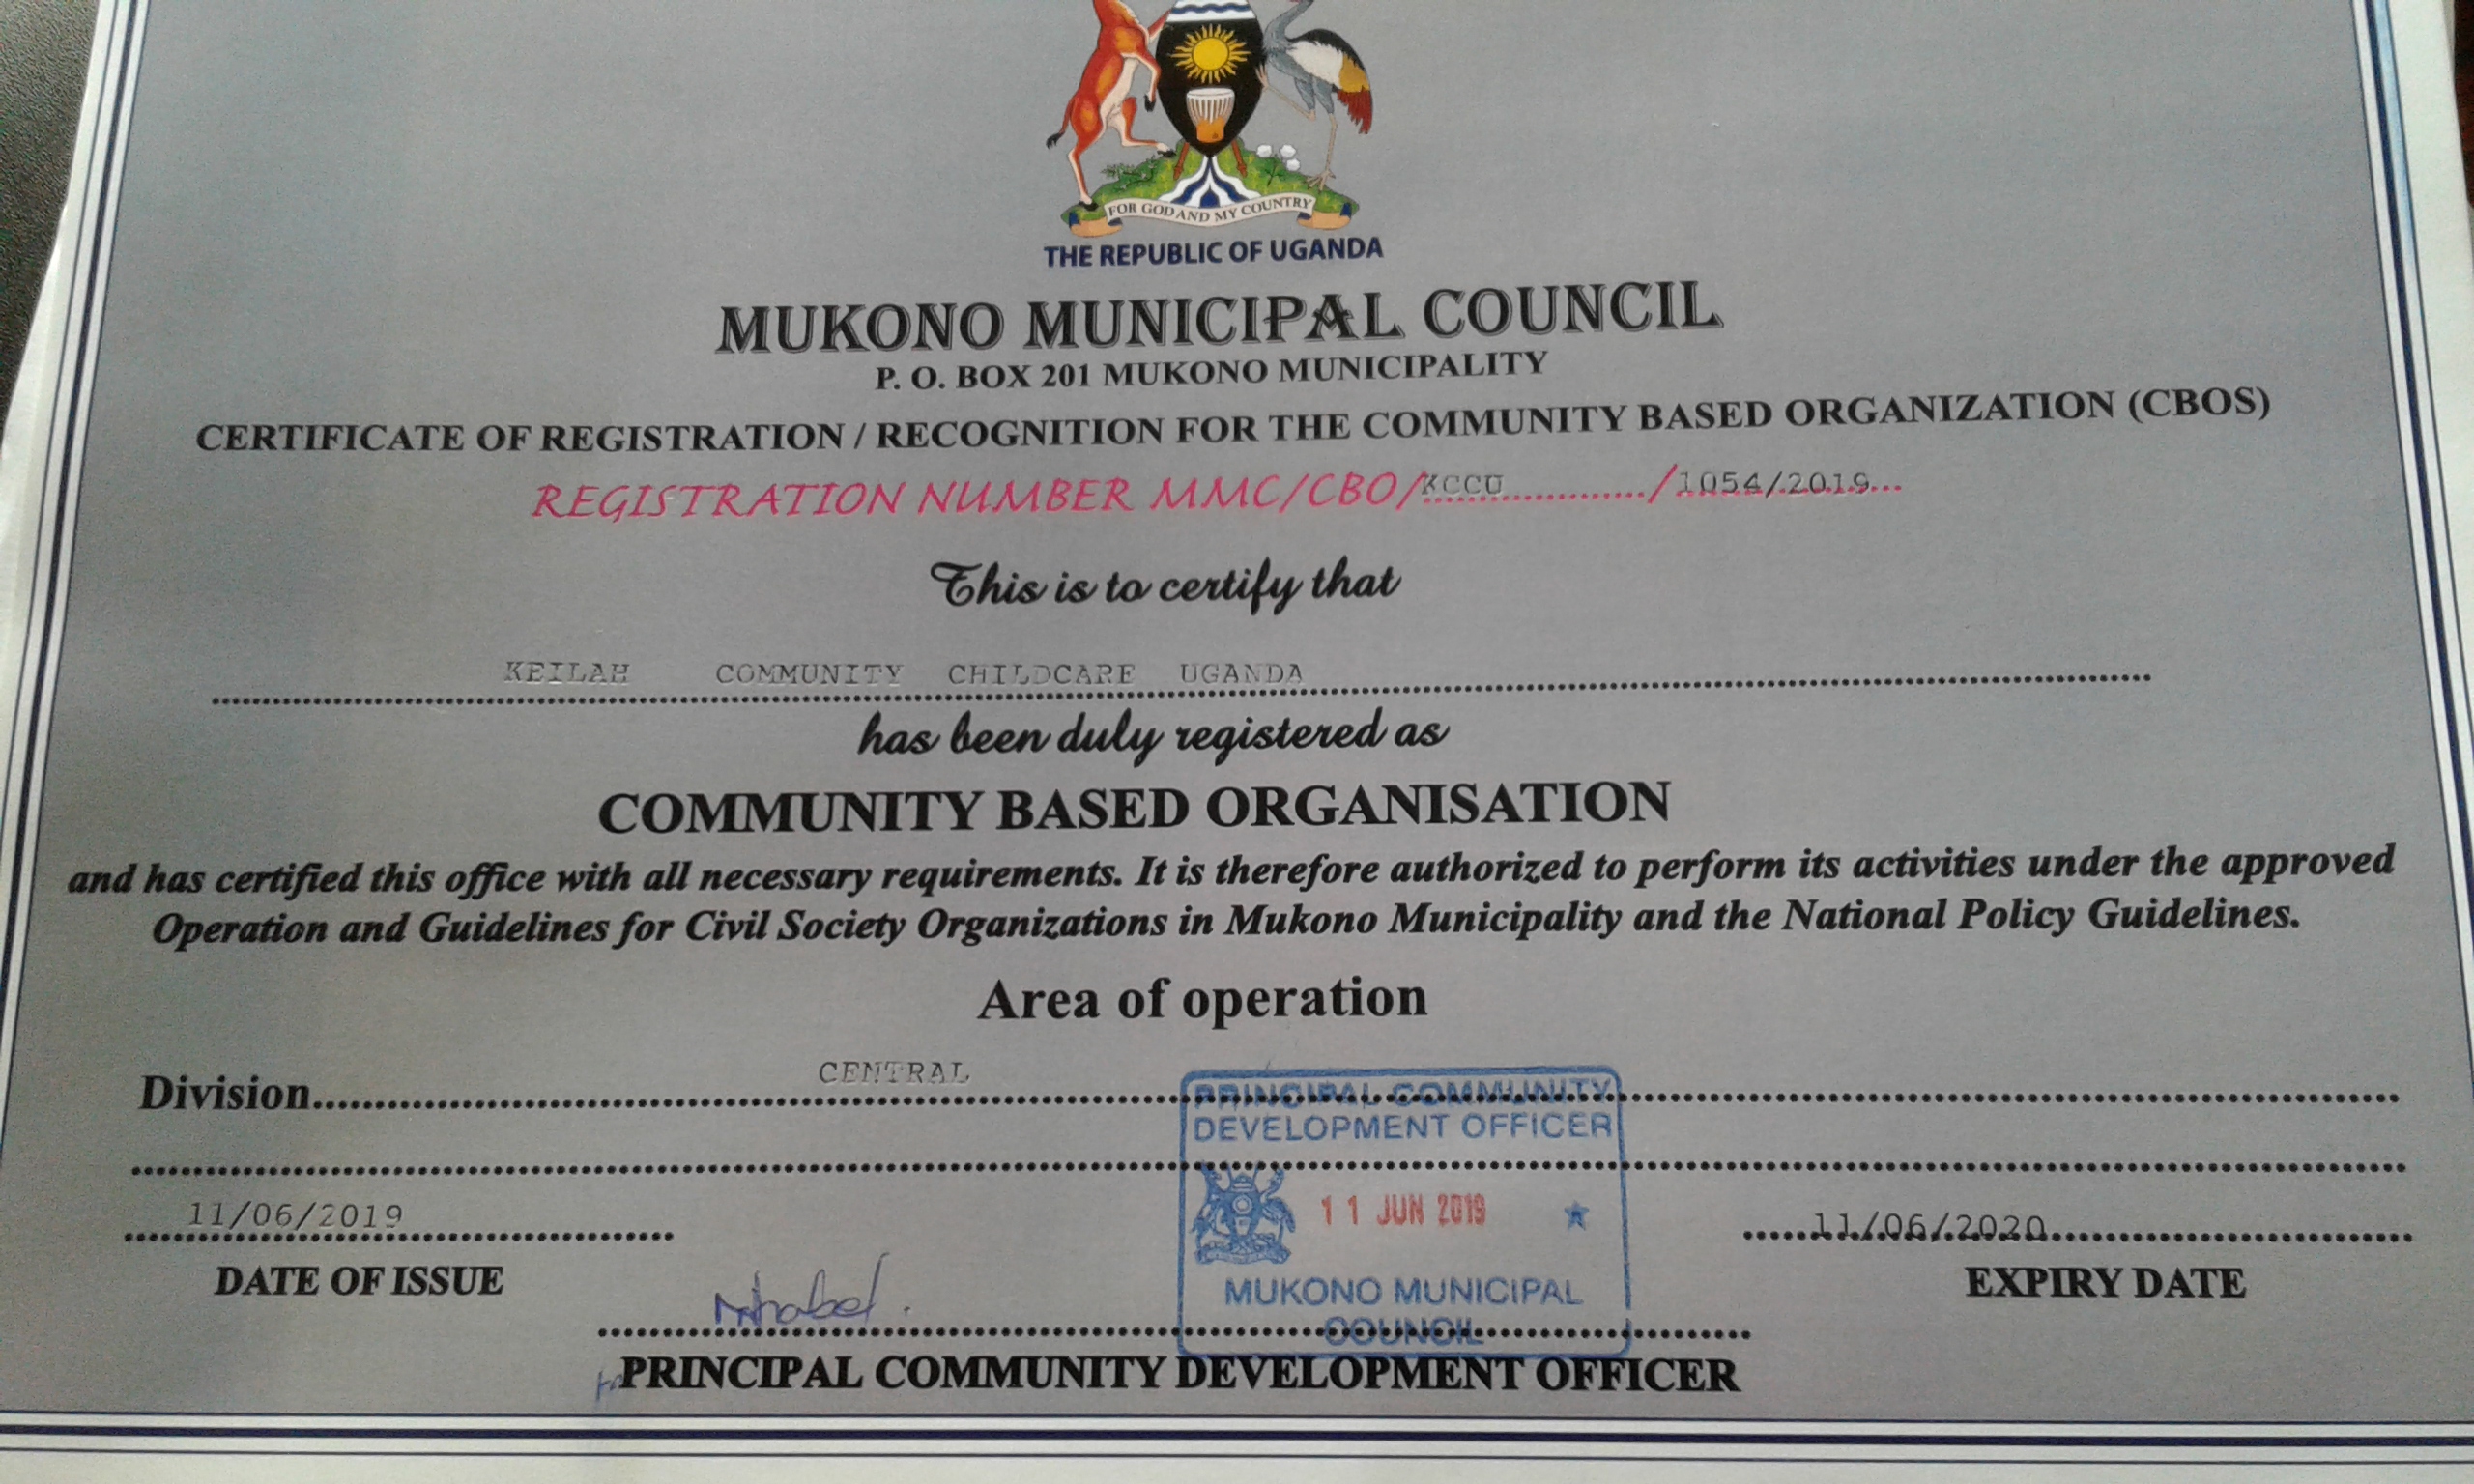 FOR GOD AND MY COUNTRY
THE REPUBLIC OF UGANDA
MUKONO MUNICIPAL COUNCIL
P. O. BOX 201 MUKONO MUNICIPALITY
CERTIFICATE OF REGISTRATION / RECOGNITION FOR THE COMMUNITY BASED ORGANIZATION (CBOS)
REGISTRATION NUMBER MMC/CBO/KCCU............../1054/2019...
This is to certify that
KEILAH COMMUNITY CHILDCARE UGANDA
has been duly registered as
COMMUNITY BASED ORGANISATION
and has certified this office with all necessary requirements. It is therefore authorized to perform its activities under the approved
Operation and Guidelines for Civil Society Organizations in Mukono Municipality and the National Policy Guidelines.
Area of operation
Division CENTRAL
PRINCIPAL COMMUNITY
DEVELOPMENT OFFICER
11 JUN 2019
MUKONO MUNICIPAL
COUNCIL
11/06/2019
DATE OF ISSUE
11/06/2020
EXPIRY DATE
PRINCIPAL COMMUNITY DEVELOPMENT OFFICER